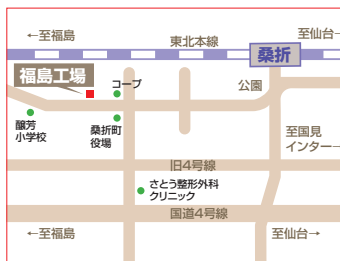 ←至福島
至仙台→
東北本線
桑折
福島工場
コープ
公園
醸芳
小学校
桑折町
役場
至国見
インター→
旧4号線
さとう整形外科
クリニック
国道4号線
←至福島
至仙台→